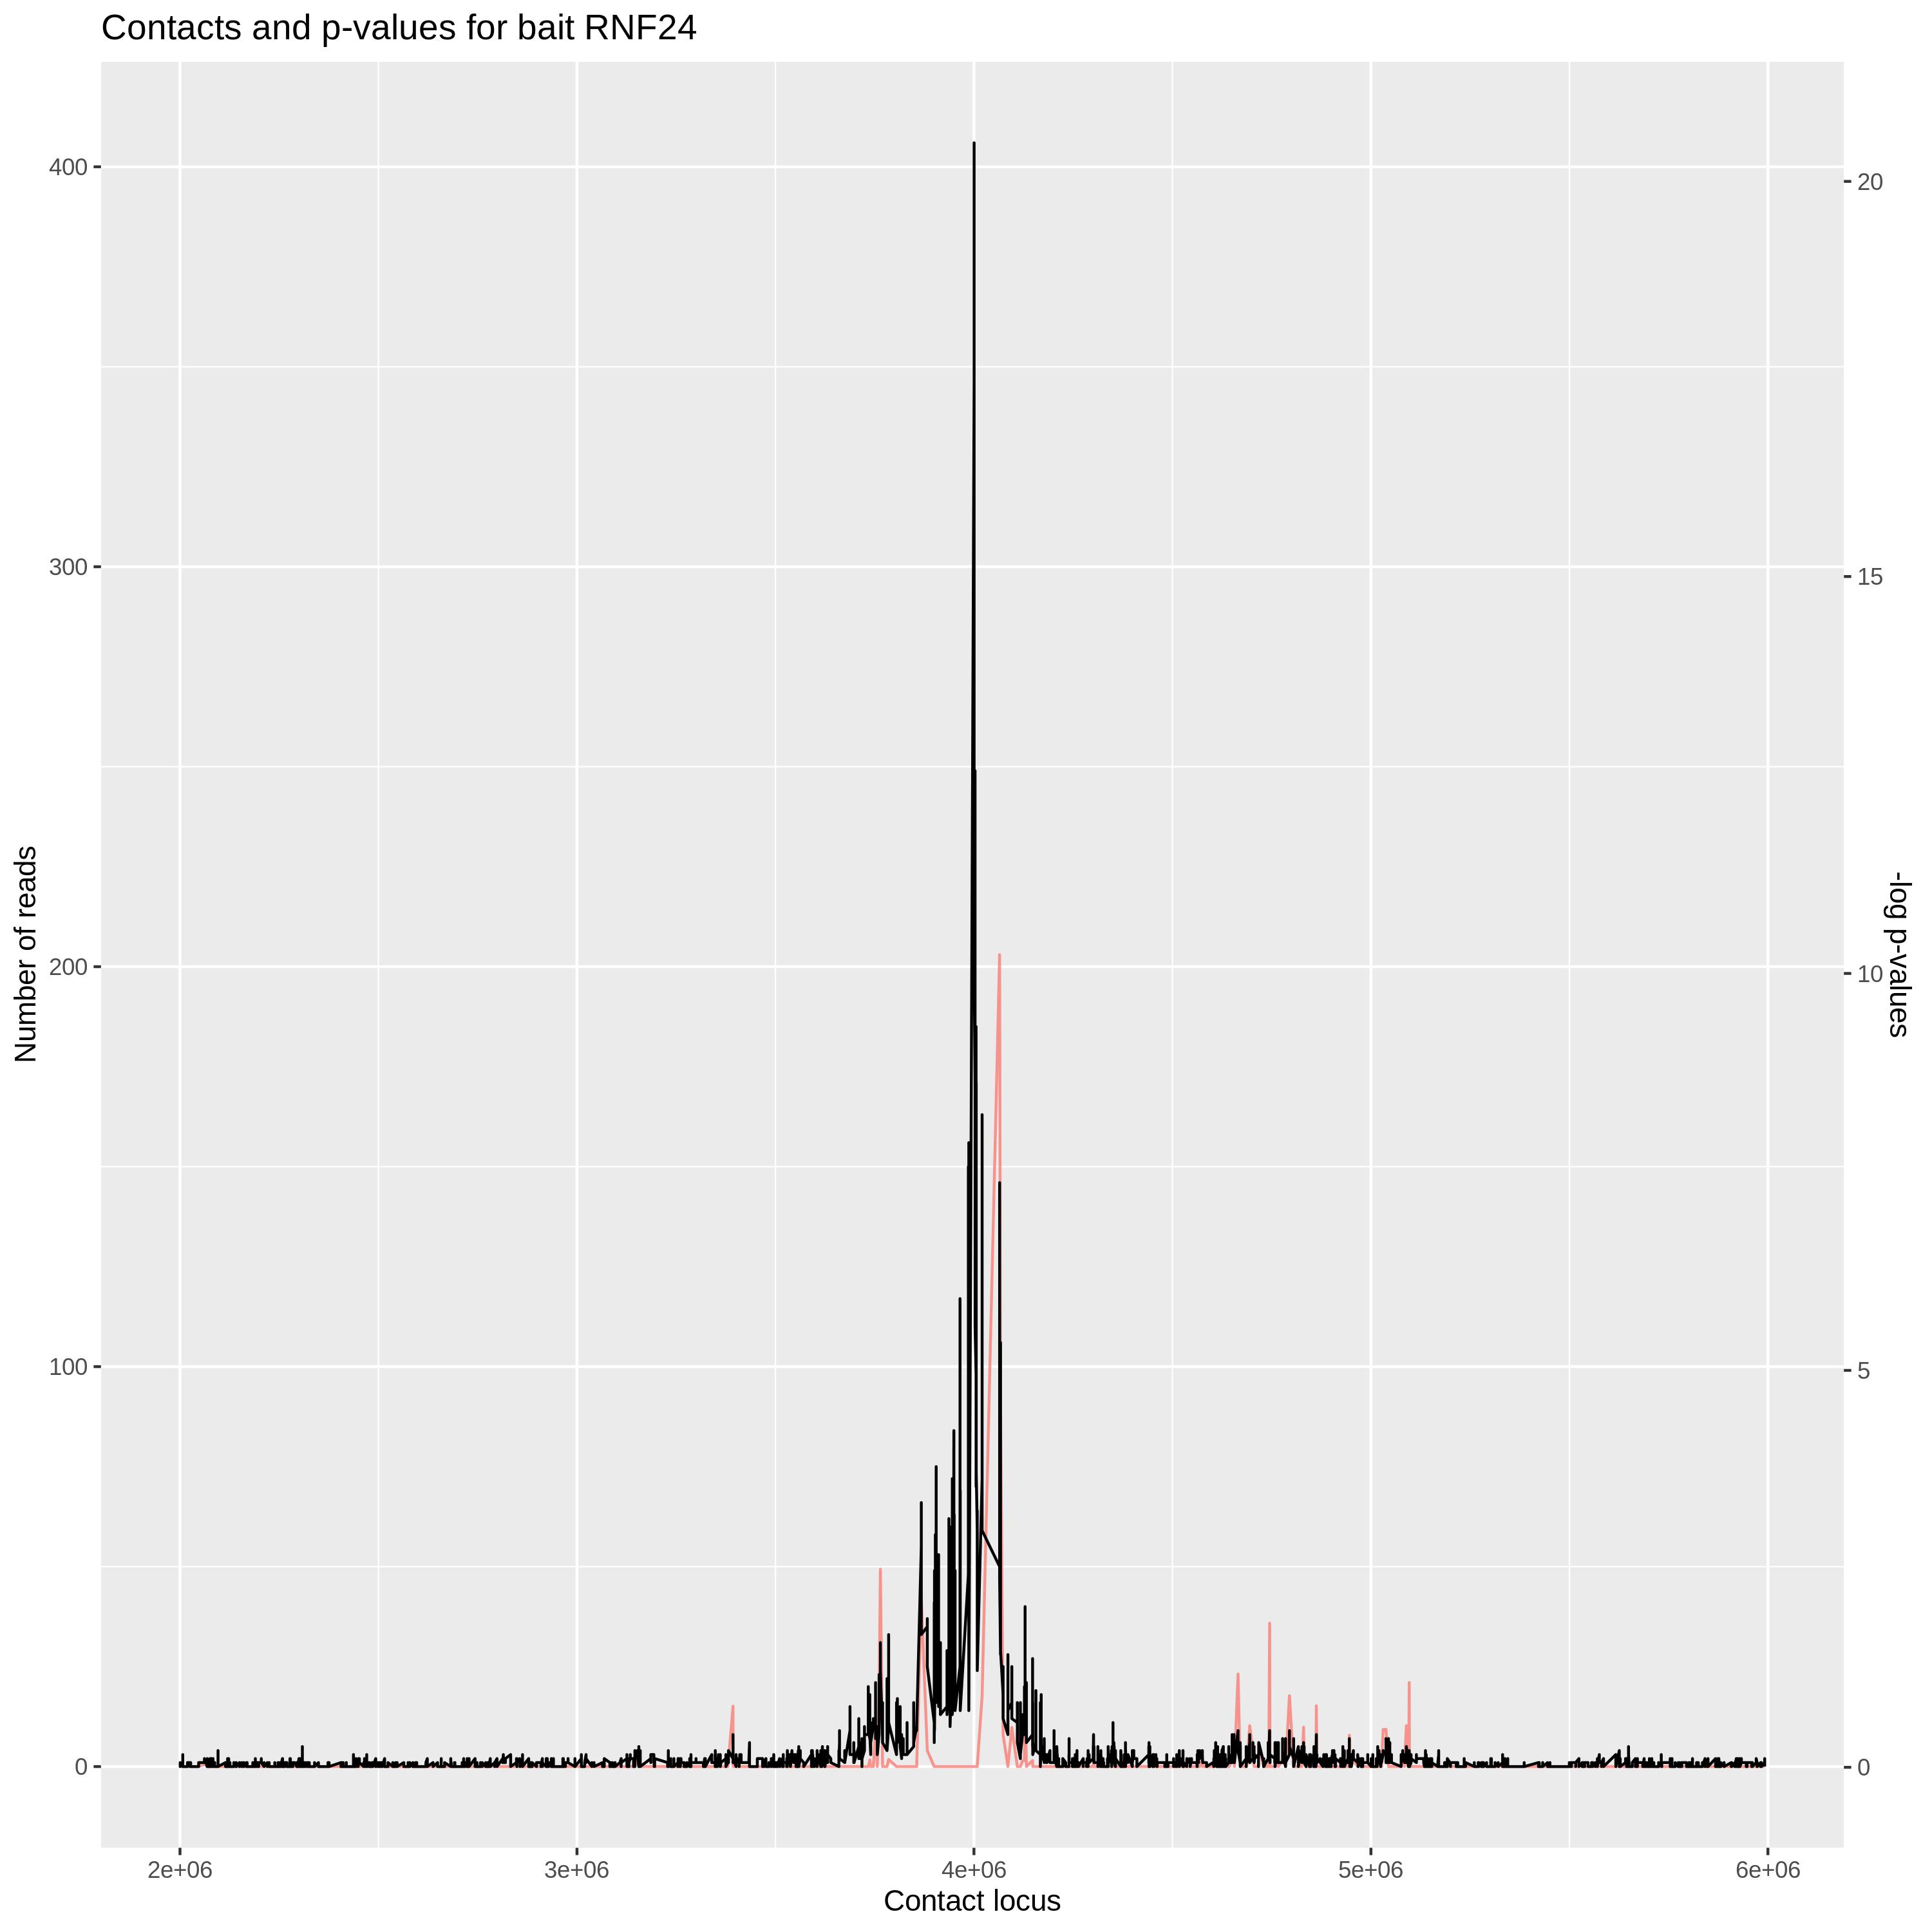 Contacts and p-values for bait RNF24
400
300
200
100
0
Number of reads
20
15
10
5
0
-log p-values
2e+06
3e+06
4e+06
5e+06
6e+06
Contact locus